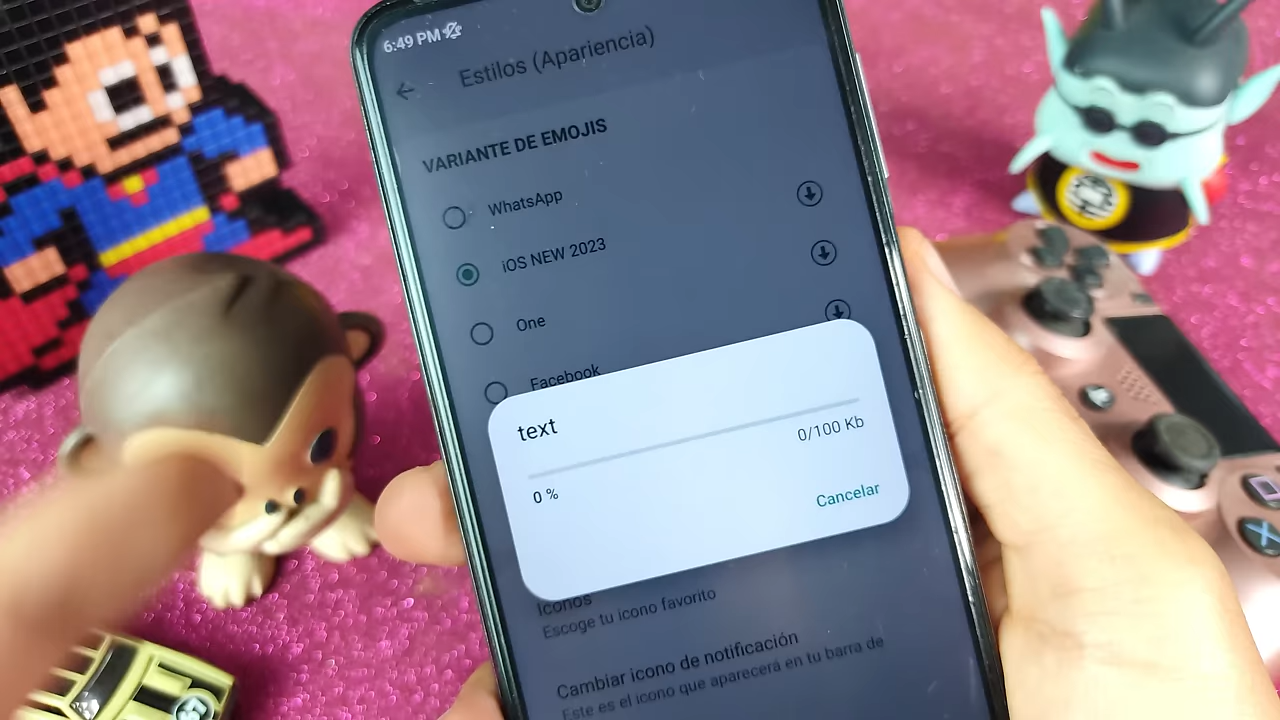 6:49 PM
Estilos (Apariencia)
VARIANTE DE EMOJIS
WhatsApp
iOS NEW 2023
One
Facebook
text
0/100 Kb
0 %
Cancelar
Iconos
Escoge tu icono favorito
Cambiar icono de notificación
Este es el icono que aparecerá en tu barra de